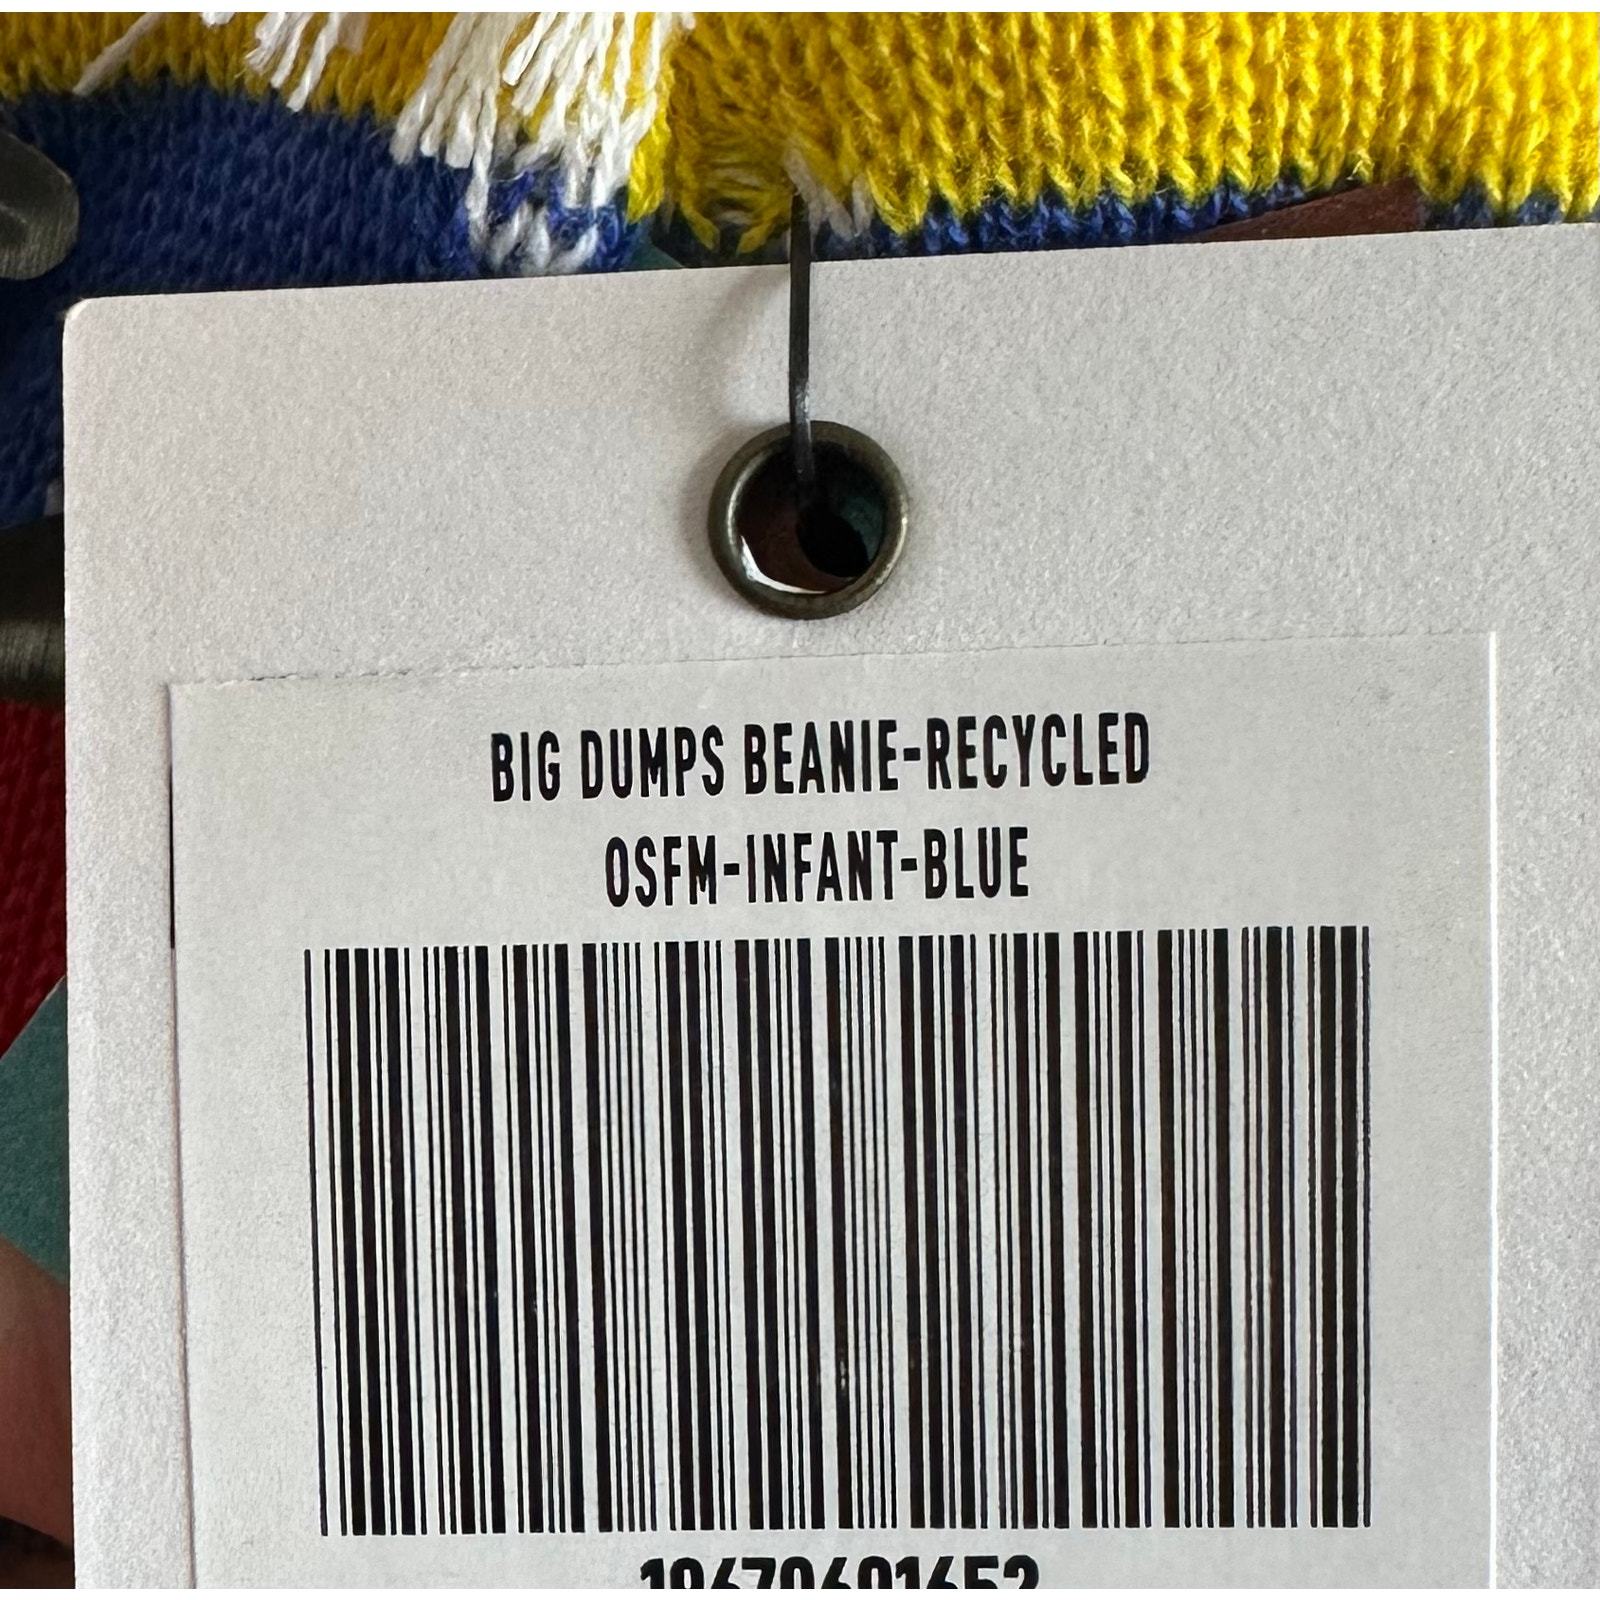 BIG DUMPS BEANIE-RECYCLED
OSFM-INFANT-BLUE